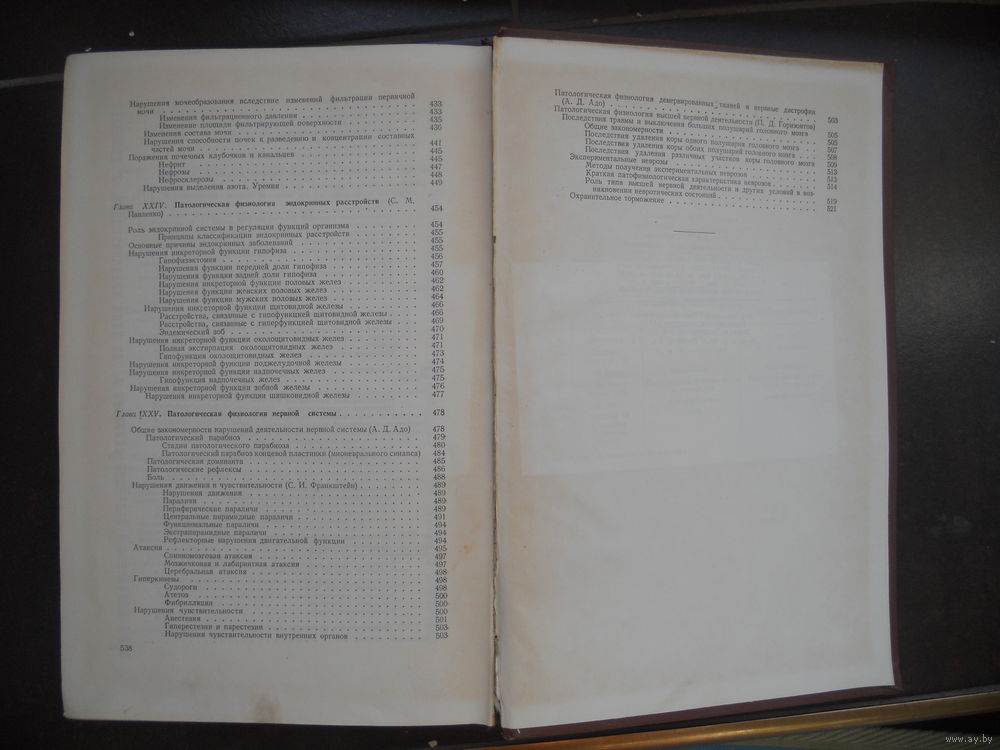 Нарушения мочеобразования вследствие изменений фильтрации первичной
мочи . . . 433
Изменения фильтрационного давления . . . 433
Изменение площади фильтрующей поверхности . . . 435
Изменения состава мочи . . . 436
Нарушения способности почек к разведению и концентрации составных
частей мочи . . . 441
Поражения почечных клубочков и канальцев . . . 445
Нефрит . . . 445
Нефрозы . . . 447
Нефросклерозы . . . 448
Нарушения выделения азота. Уремия . . . 449
Глава XXIV. Патологическая физиология эндокринных расстройств (С. М.
Павленко) . . . 454
Роль эндокринной системы в регуляции функций организма . . . 454
Принципы классификации эндокринных расстройств . . . 455
Основные причины эндокринных заболеваний . . . 455
Нарушения инкреторной функции гипофиза . . . 455
Гипофизэктомия . . . 456
Нарушения функции передней доли гипофиза . . . 457
Нарушения функции задней доли гипофиза . . . 460
Нарушения инкреторной функции половых желез . . . 462
Нарушения функции женских половых желез . . . 462
Нарушения функции мужских половых желез . . . 464
Нарушения инкреторной функции щитовидной железы . . . 466
Расстройства, связанные с гипофункцией щитовидной железы . . . 466
Расстройства, связанные с гиперфункцией щитовидной железы . . . 469
Эндемический зоб . . . 470
Нарушения инкреторной функции околощитовидных желез . . . 471
Полная экстирпация околощитовидных желез . . . 471
Гипофункция околощитовидных желез . . . 473
Нарушения инкреторной функции поджелудочной железы . . . 474
Нарушения инкреторной функции надпочечных желез . . . 475
Гипофункция надпочечных желез . . . 475
Нарушения инкреторной функции зобной железы . . . 476
Нарушения инкреторной функции шишковидной железы . . . 477
Глава XXV. Патологическая физиология нервной системы . . . 478
Общие закономерности нарушений деятельности нервной системы (А. Д. Адо) 478
Патологический парабиоз . . . 479
Стадии патологического парабиоза . . . 480
Патологический парабиоз концевой пластинки (мионеврального синапса) 484
Патологическая доминанта . . . 485
Патологические рефлексы . . . 486
Боль . . . 488
Нарушения движения и чувствительности (С. И. Франкштейн) . . . 489
Нарушения движения . . . 489
Параличи . . . 489
Периферические параличи . . . 489
Центральные пирамидные параличи . . . 491
Функциональные параличи . . . 494
Экстрапирамидные параличи . . . 494
Рефлекторные нарушения двигательной функции . . . 494
Атаксия . . . 495
Спинномозговая атаксия . . . 497
Мозжечковая и лабиринтная атаксия . . . 497
Церебральная атаксия . . . 498
Гиперкинезы . . . 498
Судороги . . . 498
Атетоз . . . 500
Фибрилляции . . . 500
Нарушения чувствительности . . . 500
Анестезия . . . 501
Гиперестезии и парестезии . . . 503
Нарушения чувствительности внутренних органов . . . 503
538
Патологическая физиология денервированных тканей и нервные дистрофии
(А. Д. Адо) . . . 503
Патологическая физиология высшей нервной деятельности (П. Д. Горизонтов)
Последствия травмы и выключения больших полушарий головного мозга . . . 505
Общие закономерности . . . 505
Последствия удаления коры одного полушария головного мозга . . . 507
Последствия удаления коры обоих полушарий головного мозга . . . 508
Последствия удаления различных участков коры головного мозга 509
Экспериментальные неврозы . . . 513
Методы получения экспериментальных неврозов . . . 513
Краткая патофизиологическая характеристика неврозов . . . 514
Роль типа высшей нервной деятельности и других условий в воз-
никновении невротических состояний . . . 519
Охранительное торможение . . . 521
www.ay.by